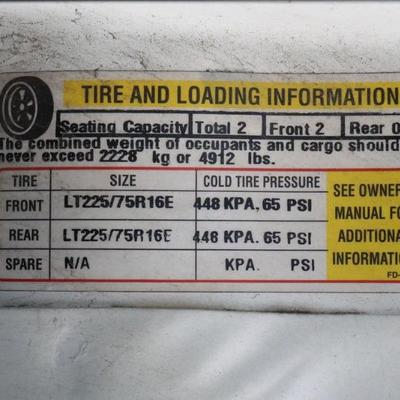 TIRE AND LOADING INFORMATION
Seating Capacity Total 2 Front 2 Rear 0
The combined weight of occupants and cargo should
never exceed 2228 kg or 4912 lbs.
TIRE SIZE COLD TIRE PRESSURE
FRONT LT225/75R16E 448 KPA, 65 PSI
REAR LT225/75R16E 448 KPA, 65 PSI
SPARE N/A KPA, PSI
SEE OWNER
MANUAL FO
ADDITIONA
INFORMATIO
FD-